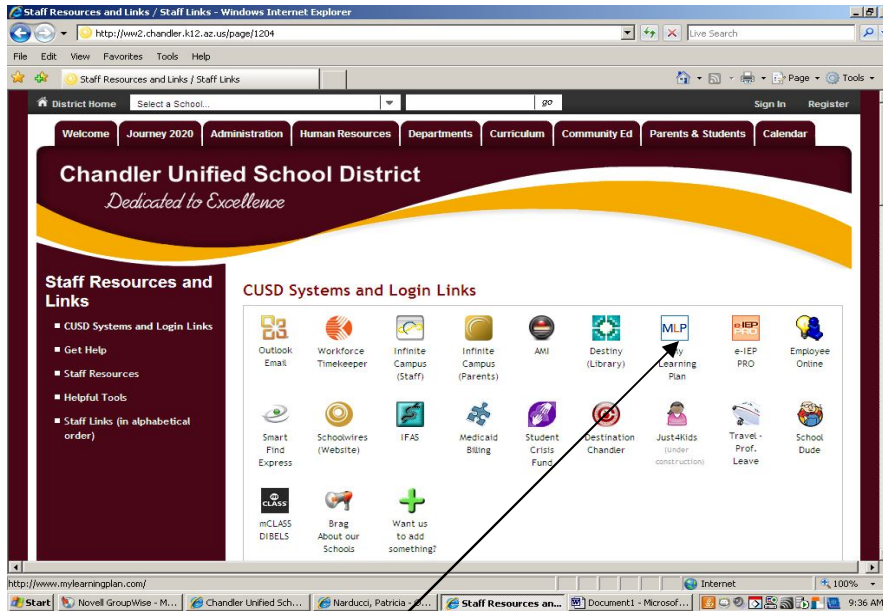 Staff Resources and Links / Staff Links - Windows Internet Explorer
http://ww2.chandler.k12.az.us/page/1204
Live Search
File Edit View Favorites Tools Help
Staff Resources and Links / Staff Links
Page Tools
District Home Select a School... go Sign In Register
Welcome Journey 2020 Administration Human Resources Departments Curriculum Community Ed Parents & Students Calendar
Chandler Unified School District
Dedicated to Excellence
Staff Resources and
Links
CUSD Systems and Login Links
Get Help
Staff Resources
Helpful Tools
Staff Links (in alphabetical
order)
CUSD Systems and Login Links
MLP e-IEP PRO
Outlook Workforce Infinite Infinite AMI Destiny My e-IEP Employee
Email Timekeeper Campus Campus (Library) Learning PRO Online
(Staff) (Parents) Plan
Smart Schoolwires IFAS Medicaid Student Destination Just4Kids Travel - School
Find (Website) Billing Crisis Chandler (under Prof. Dude
Express Fund construction) Leave
CLASS
mCLASS Brag Want us
DIBELS About our to add
Schools something?
http://www.mylearningplan.com/
Internet 100%
Start Novell GroupWise - M... Chandler Unified Sch... Narducci, Patricia - Staff Resources an... Document1 - Microsof... 9:36 AM